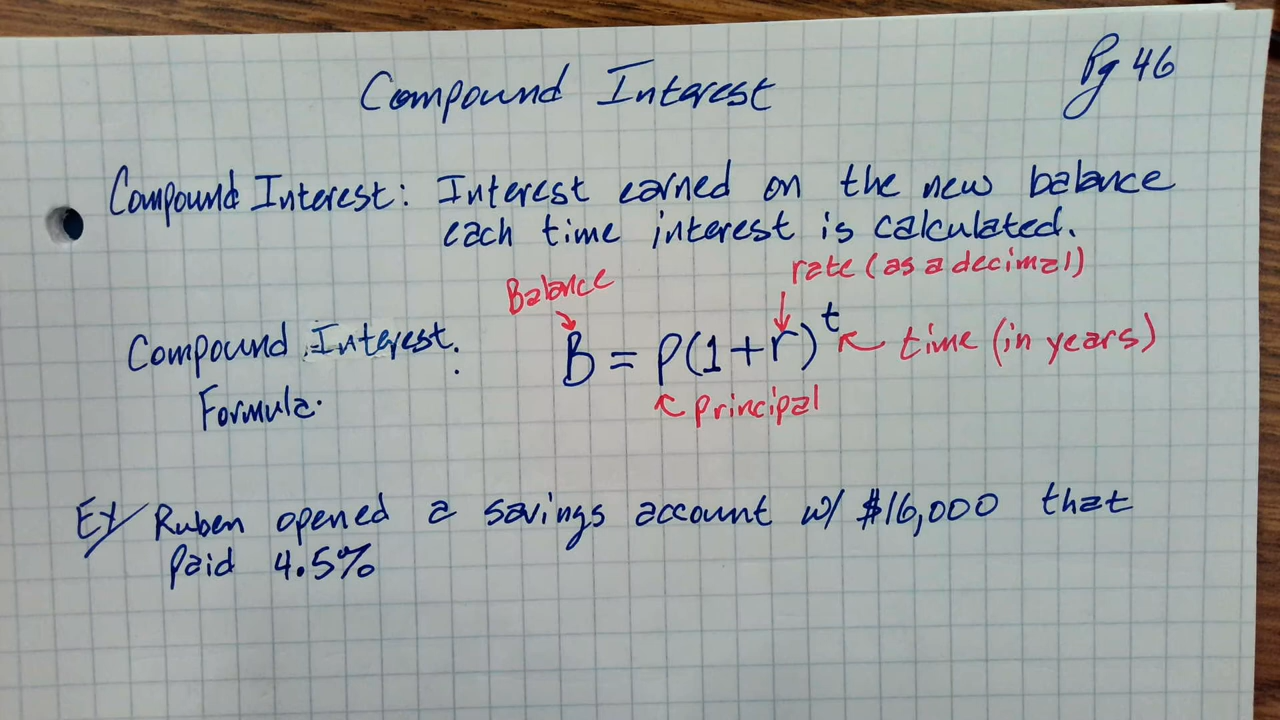 Compound Interest
Pg 46
Compound Interest: Interest earned on the new balance
each time interest is calculated.
rate (as a decimal)
Balance
Compound Interest:
Formula.
B = P(1+r)^t
time (in years)
principal
Ex/ Ruben opened a savings account w/ $16,000 that
paid 4.5%